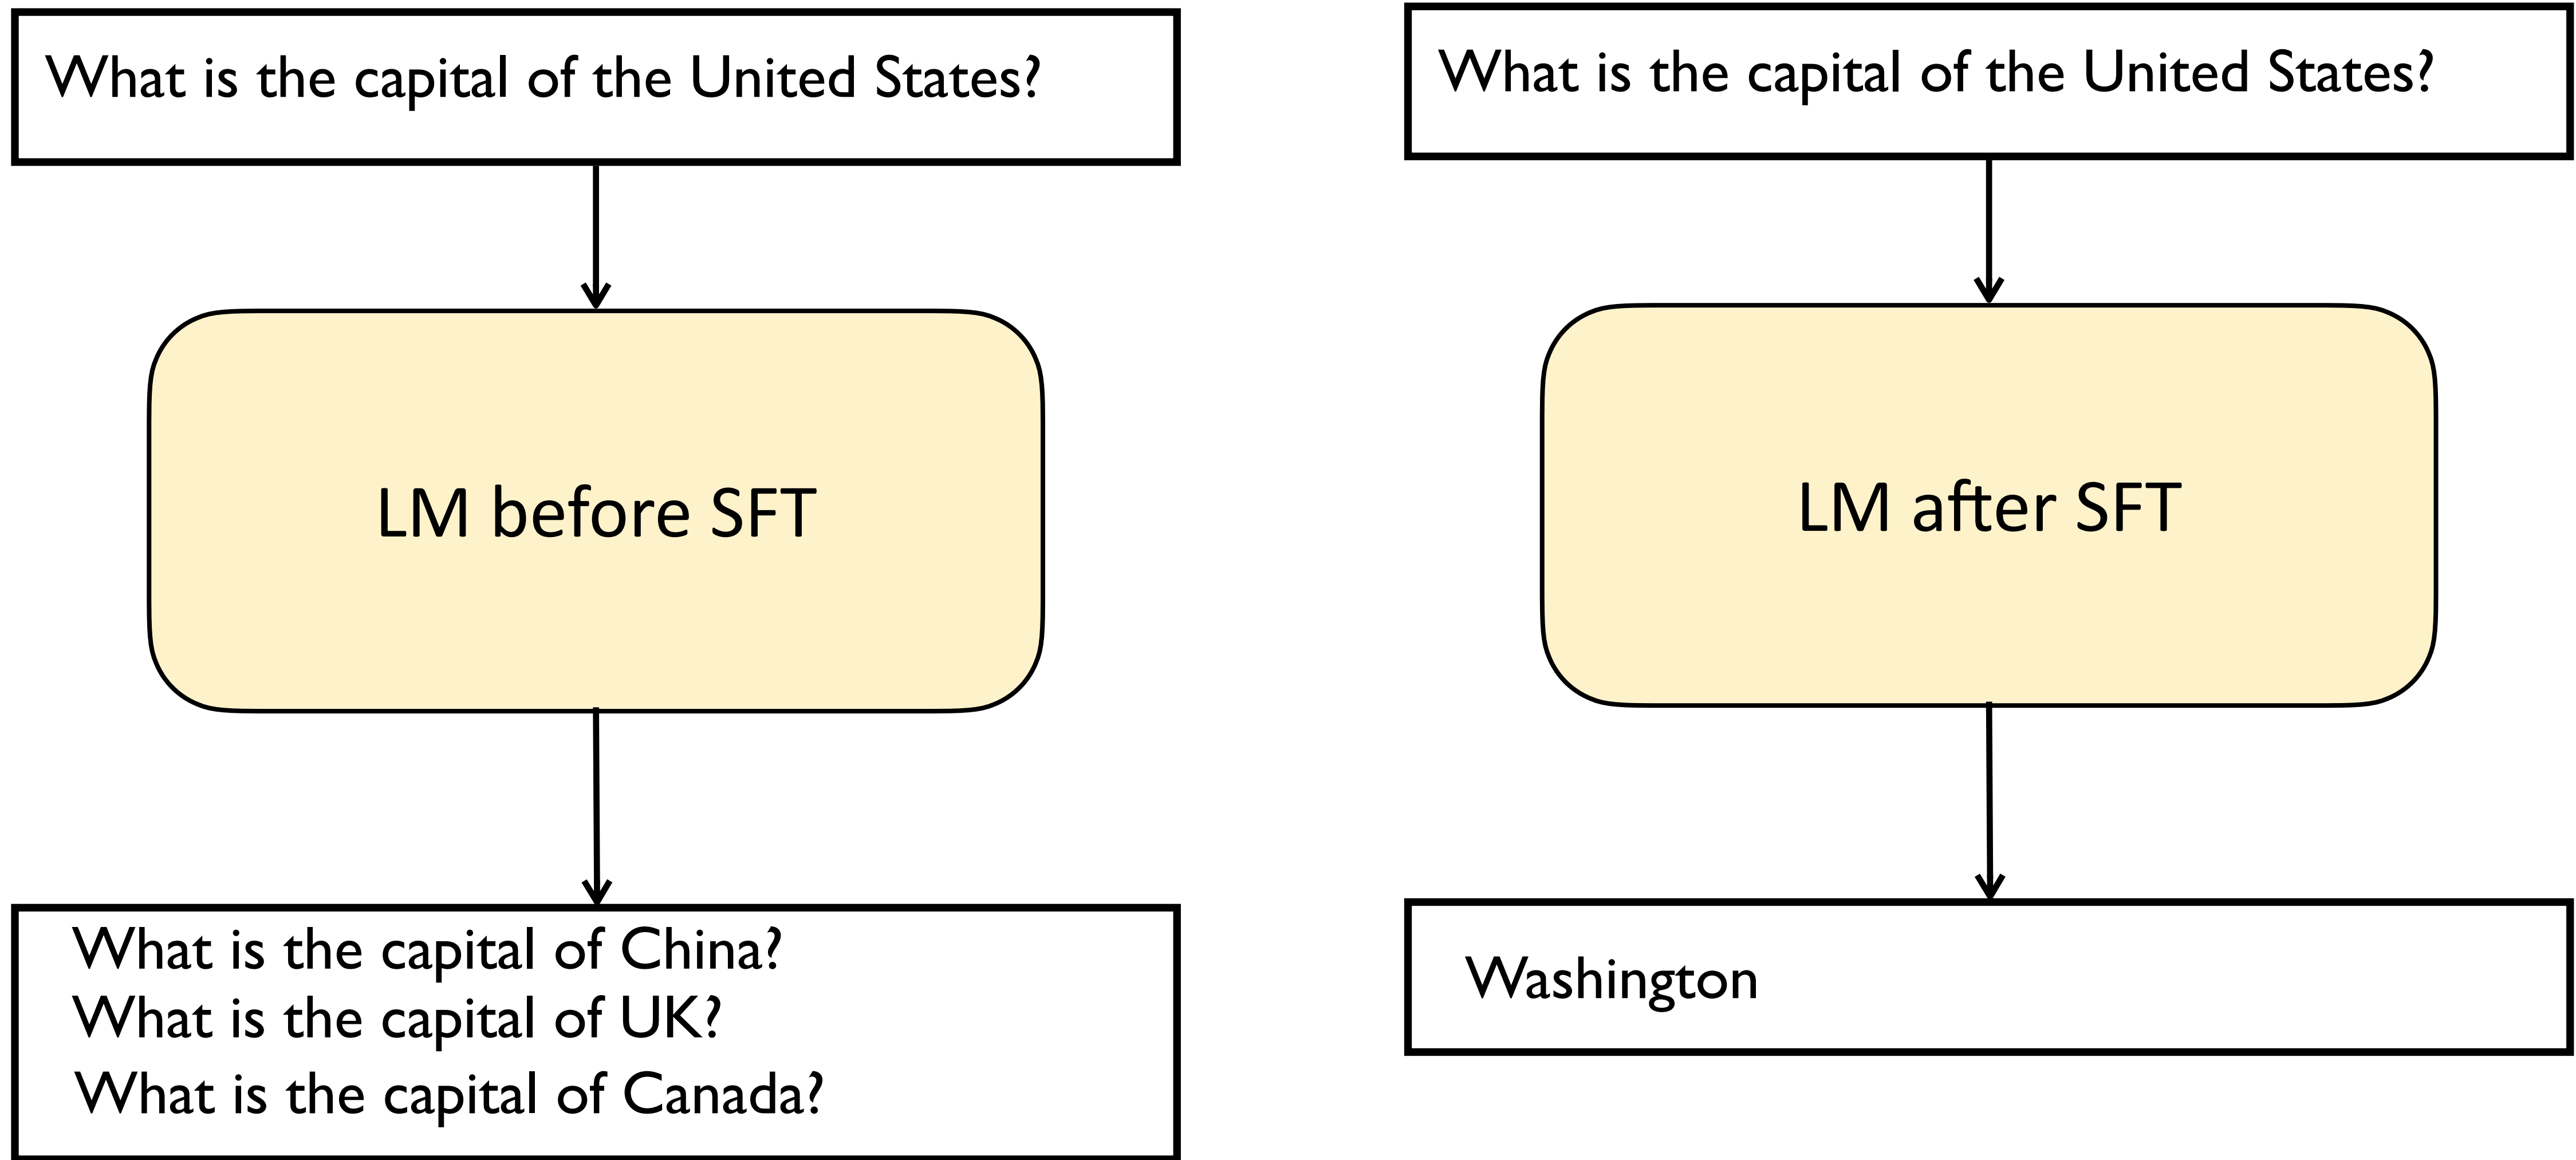 What is the capital of the United States?
LM before SFT
What is the capital of China?
What is the capital of UK?
What is the capital of Canada?
What is the capital of the United States?
LM after SFT
Washington